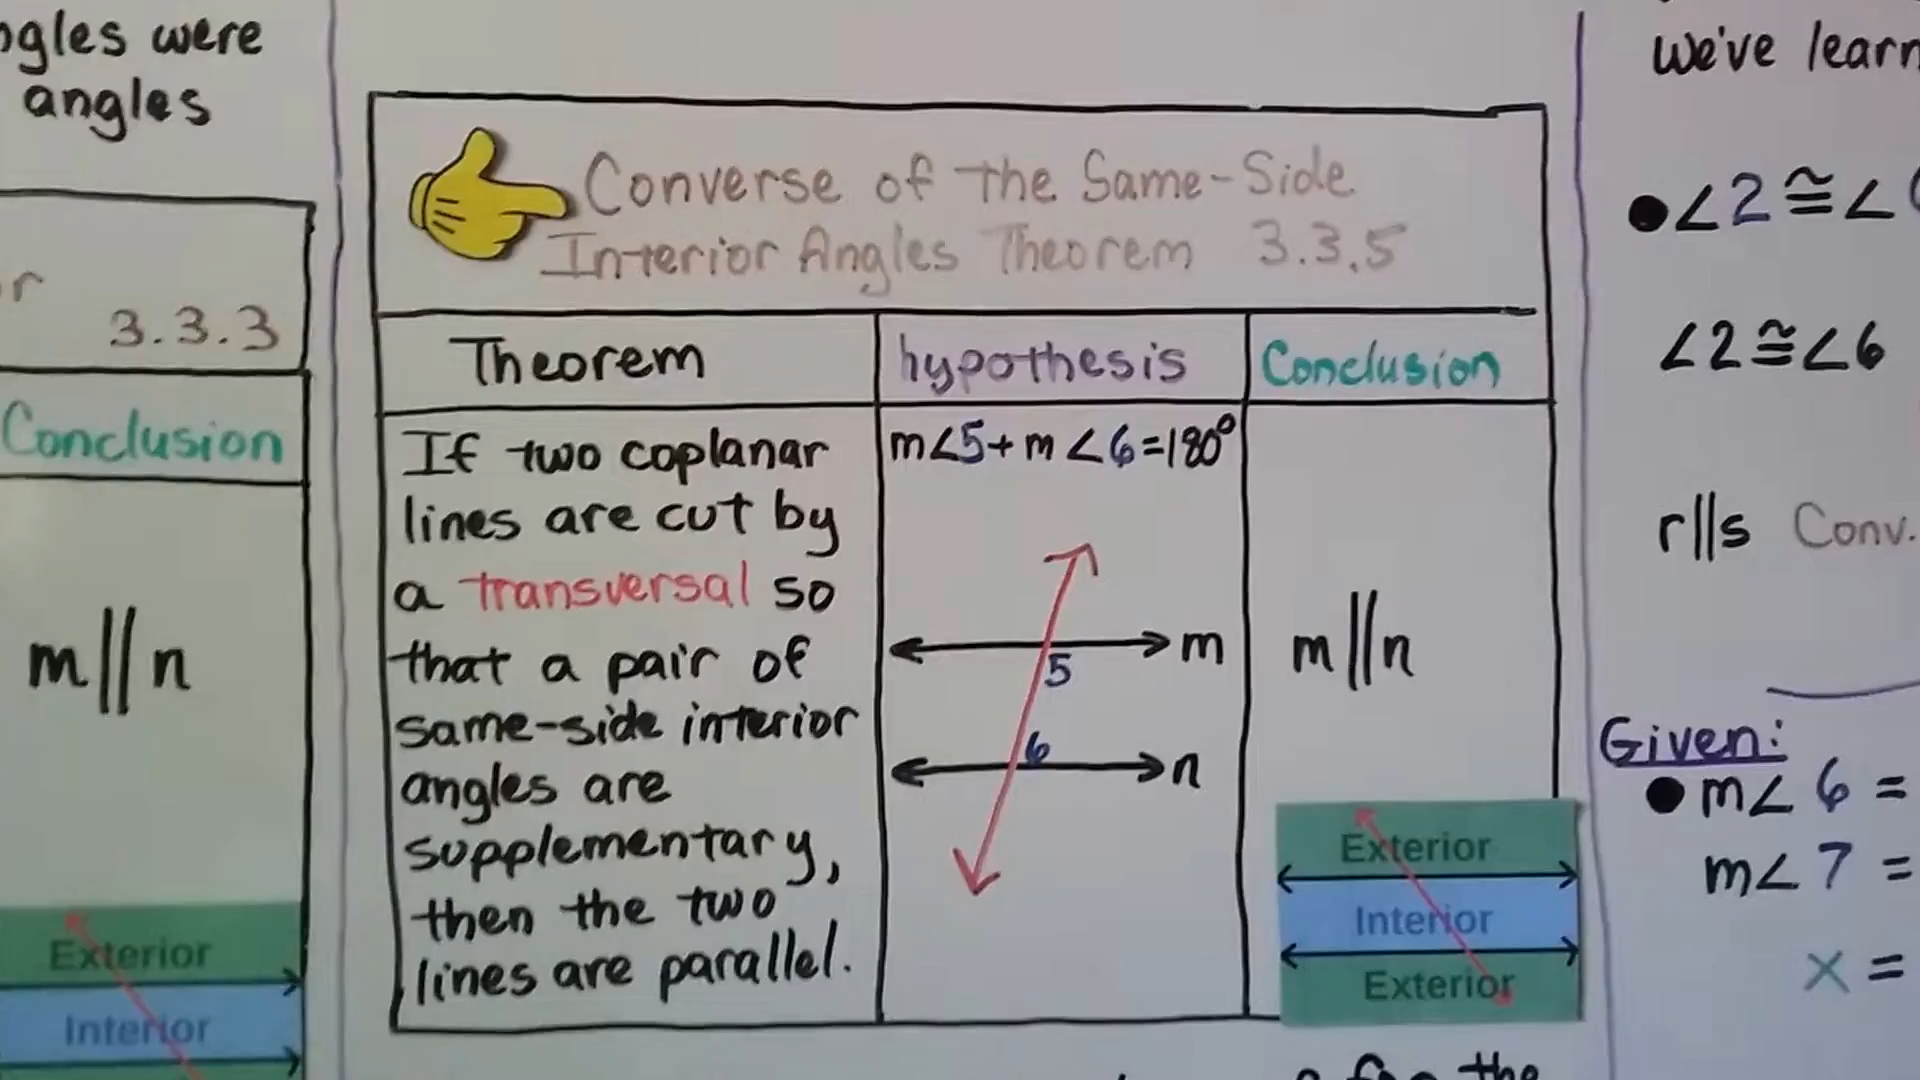 angles
3.3.3
Conclusion
m||n
Exterior
Interior
Converse of the Same-Side
Interior Angles Theorem 3.3.5
Theorem
hypothesis
Conclusion
If two coplanar
lines are cut by
a transversal so
that a pair of
same-side interior
angles are
supplementary,
then the two
lines are parallel.
m∠5+m∠6=180°
m
5
6
n
m||n
Exterior
Interior
Exterior
we've
∠2≅∠
∠2≅∠6
r||s Conv.
Given:
m∠6=
m∠7=
x=
were
the